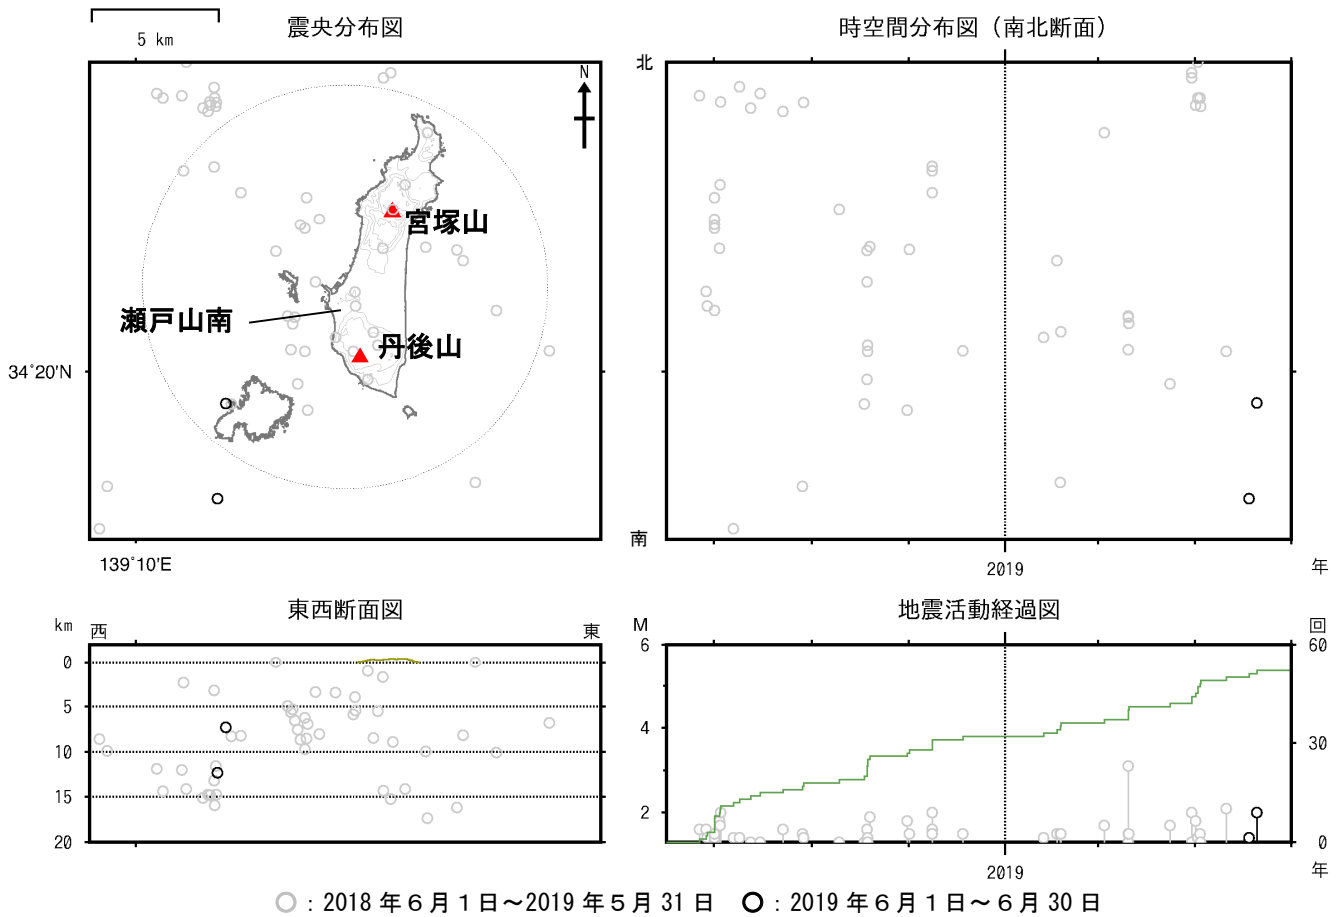 5 km
震央分布図
時空間分布図（南北断面）
N
北
宮塚山
瀬戸山南
丹後山
34°20'N
南
139°10'E
2019
年
東西断面図
地震活動経過図
km
西
東
M
回
0
5
10
15
20
6
4
2
60
30
0
2019
年
○：2018 年６月１日～2019 年５月 31 日 ○：2019 年６月１日～６月 30 日